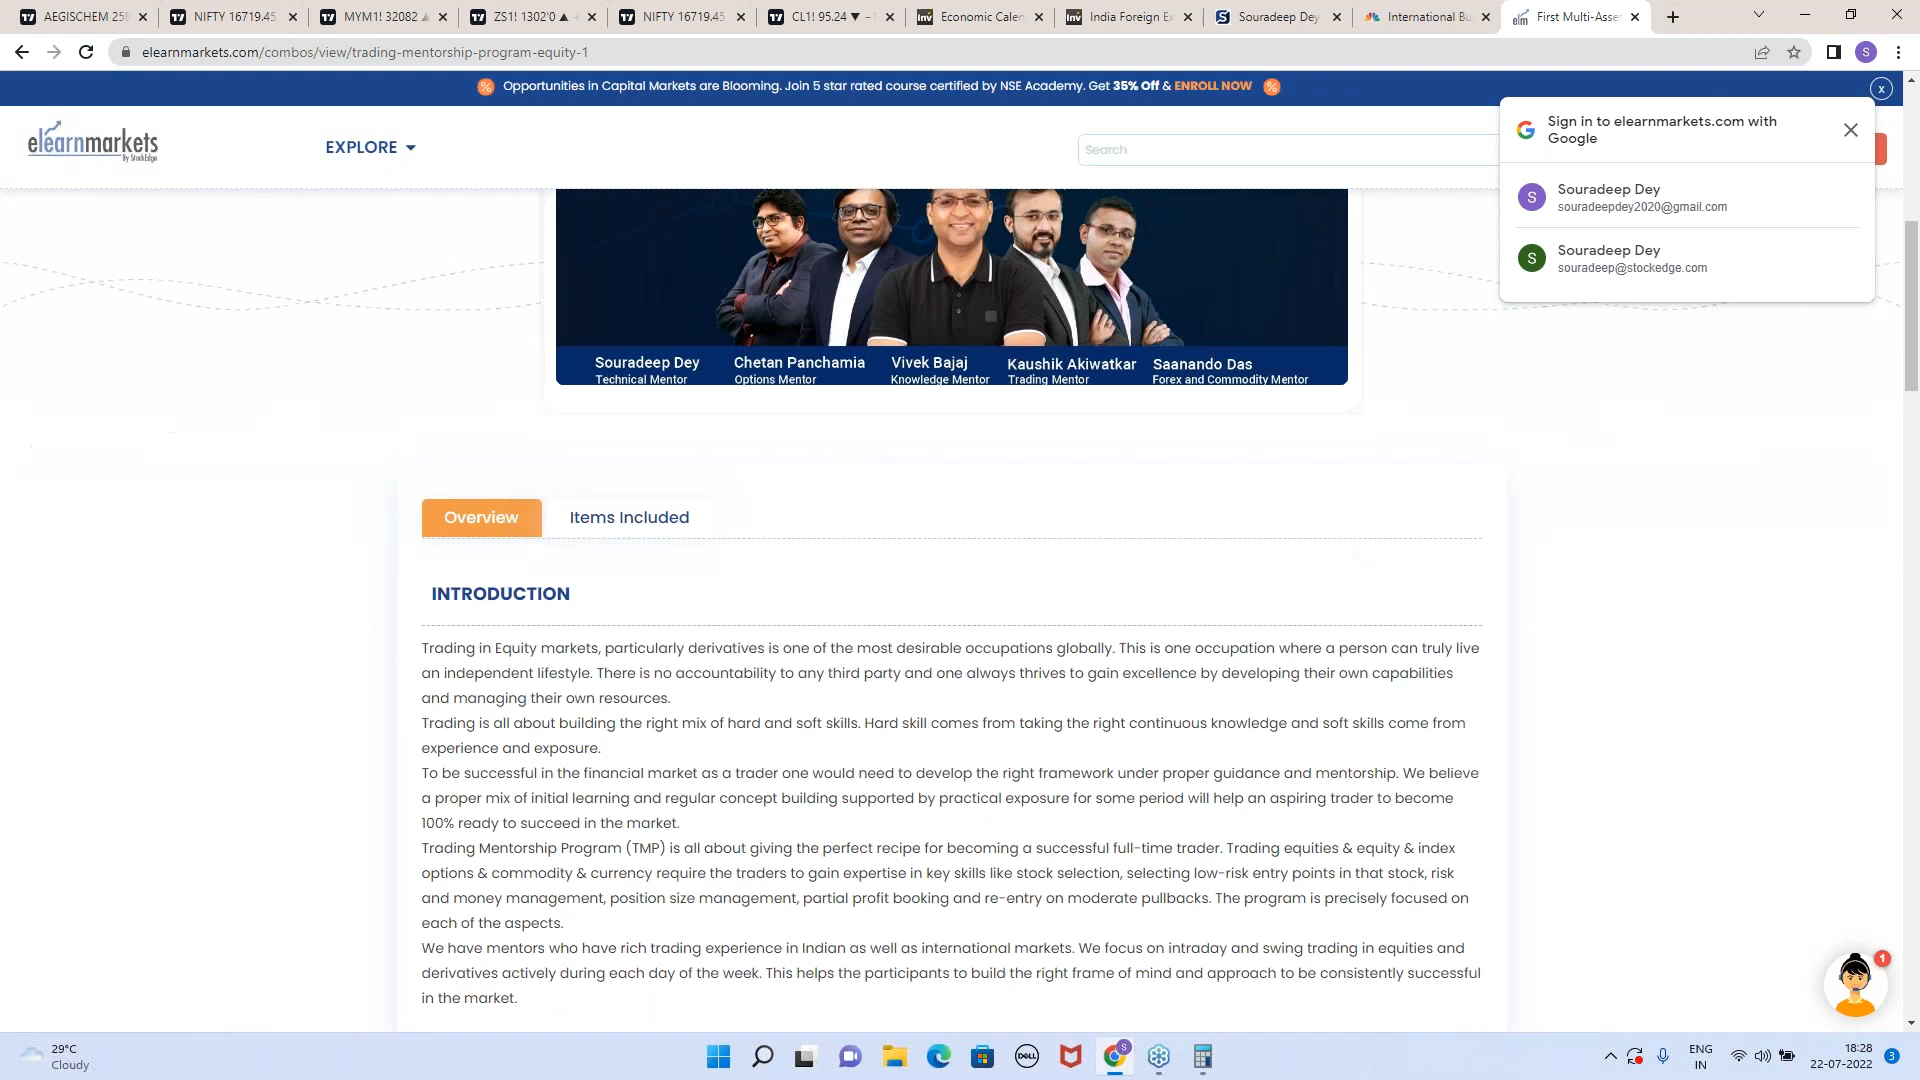 AEGISCHEM 25
NIFTY 16719.45
MYM1! 32082 ▲
ZS1! 1302'0 ▲
NIFTY 16719.45
CL1! 95.24 ▼
Economic Calen
India Foreign Ex
Souradeep Dey
International Bu
First Multi-Asse
elearnmarkets.com/combos/view/trading-mentorship-program-equity-1
S
Opportunities in Capital Markets are Blooming. Join 5 star rated course certified by NSE Academy. Get 35% Off & ENROLL NOW
x
elearnmarkets
By StockEdge
EXPLORE
Search
Sign in to elearnmarkets.com with
Google
S
Souradeep Dey
souradeepdey2020@gmail.com
S
Souradeep Dey
souradeep@stockedge.com
Souradeep Dey
Technical Mentor
Chetan Panchamia
Options Mentor
Vivek Bajaj
Knowledge Mentor
Kaushik Akiwatkar
Trading Mentor
Saanando Das
Forex and Commodity Mentor
Overview
Items Included
INTRODUCTION
Trading in Equity markets, particularly derivatives is one of the most desirable occupations globally. This is one occupation where a person can truly live
an independent lifestyle. There is no accountability to any third party and one always thrives to gain excellence by developing their own capabilities
and managing their own resources.
Trading is all about building the right mix of hard and soft skills. Hard skill comes from taking the right continuous knowledge and soft skills come from
experience and exposure.
To be successful in the financial market as a trader one would need to develop the right framework under proper guidance and mentorship. We believe
a proper mix of initial learning and regular concept building supported by practical exposure for some period will help an aspiring trader to become
100% ready to succeed in the market.
Trading Mentorship Program (TMP) is all about giving the perfect recipe for becoming a successful full-time trader. Trading equities & equity & index
options & commodity & currency require the traders to gain expertise in key skills like stock selection, selecting low-risk entry points in that stock, risk
and money management, position size management, partial profit booking and re-entry on moderate pullbacks. The program is precisely focused on
each of the aspects.
We have mentors who have rich trading experience in Indian as well as international markets. We focus on intraday and swing trading in equities and
derivatives actively during each day of the week. This helps the participants to build the right frame of mind and approach to be consistently successful
in the market.
1
29°C
Cloudy
DELL
S
ENG
IN
18:28
22-07-2022
3